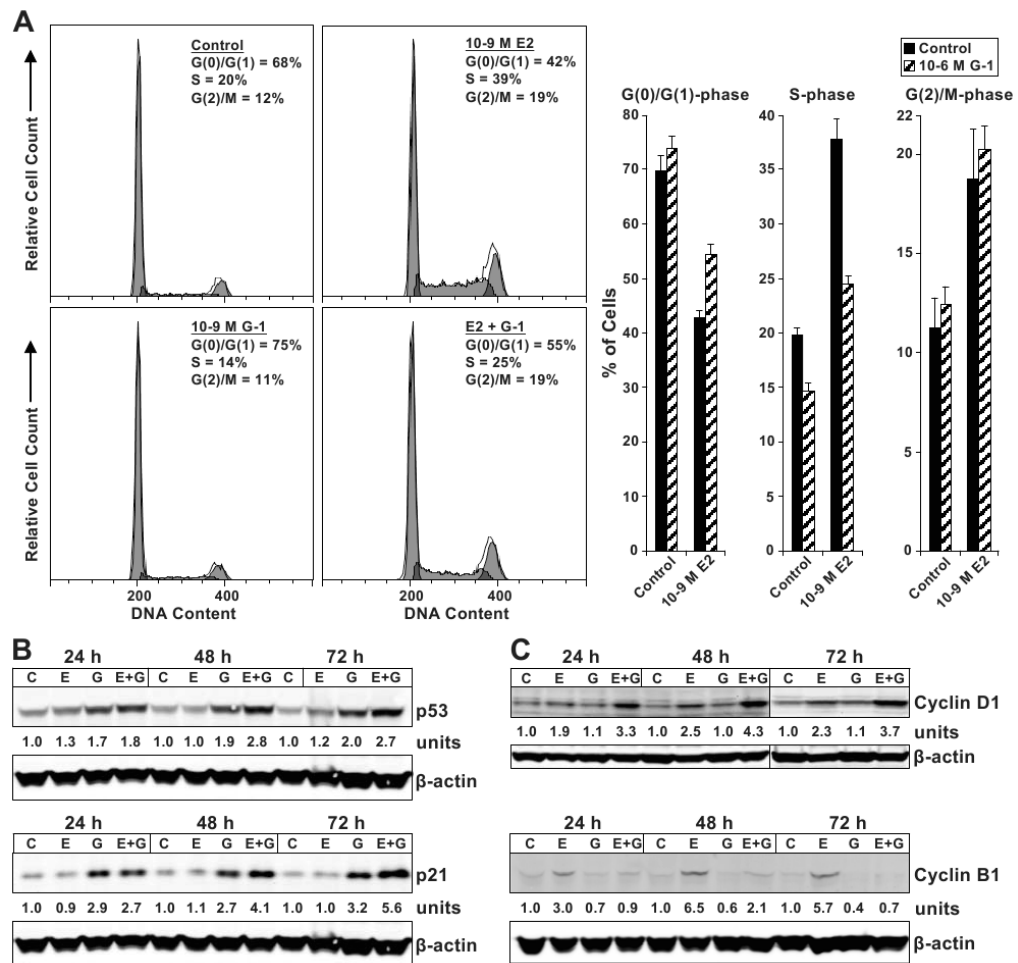 A
Control
G(0)/G(1) = 68%
S = 20%
G(2)/M = 12%
10-9 M E2
G(0)/G(1) = 42%
S = 39%
G(2)/M = 19%
Relative Cell Count
10-9 M G-1
G(0)/G(1) = 75%
S = 14%
G(2)/M = 11%
E2 + G-1
G(0)/G(1) = 55%
S = 25%
G(2)/M = 19%
Relative Cell Count
200 400 200 400
DNA Content DNA Content
Control
10-6 M G-1
G(0)/G(1)-phase S-phase G(2)/M-phase
% of Cells
80
70
60
50
40
30
20
10
0
Control 10-9 M E2
40
35
30
25
20
15
10
5
0
Control 10-9 M E2
22
20
15
10
5
0
Control 10-9 M E2
B
24 h 48 h 72 h
C E G E+G C E G E+G C E G E+G
p53
1.0 1.3 1.7 1.8 1.0 1.0 1.9 2.8 1.0 1.2 2.0 2.7 units
β-actin
24 h 48 h 72 h
C E G E+G C E G E+G C E G E+G
p21
1.0 0.9 2.9 2.7 1.0 1.1 2.7 4.1 1.0 1.0 3.2 5.6 units
β-actin
C
24 h 48 h 72 h
C E G E+G C E G E+G C E G E+G
Cyclin D1
1.0 1.9 1.1 3.3 1.0 2.5 1.0 4.3 1.0 2.3 1.1 3.7 units
β-actin
24 h 48 h 72 h
C E G E+G C E G E+G C E G E+G
Cyclin B1
1.0 3.0 0.7 0.9 1.0 6.5 0.6 2.1 1.0 5.7 0.4 0.7 units
β-actin